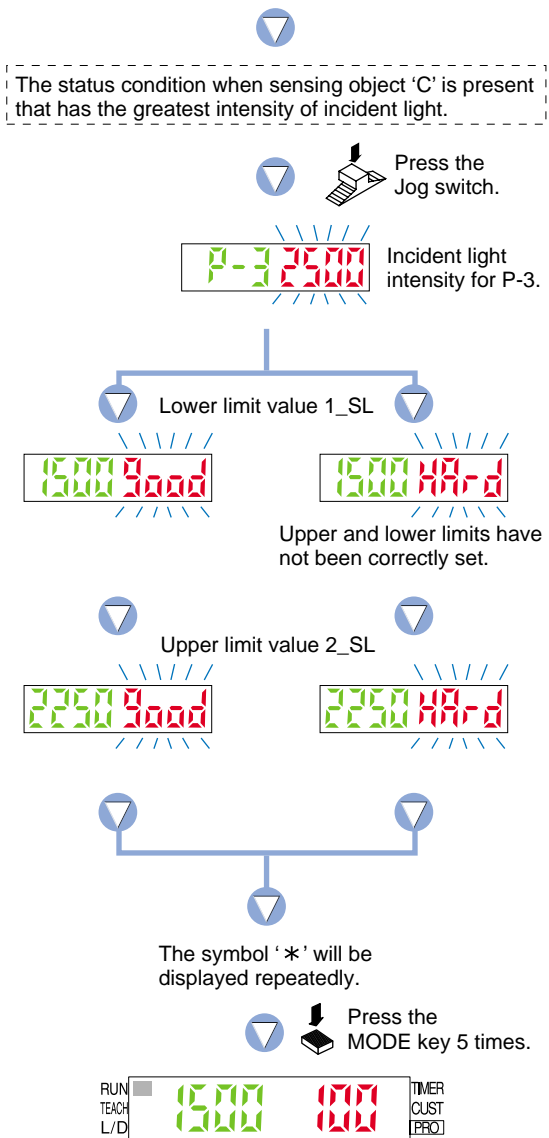 The status condition when sensing object ‘C’ is present
that has the greatest intensity of incident light.
Press the
Jog switch.
P-3 2500
Incident light
intensity for P-3.
Lower limit value 1_SL
1500 good
1500 HArd
Upper and lower limits have
not been correctly set.
Upper limit value 2_SL
2250 good
2250 HArd
The symbol ‘＊’ will be
displayed repeatedly.
Press the
MODE key 5 times.
RUN
TEACH
L/D
1500 100
TIMER
CUST
PRO